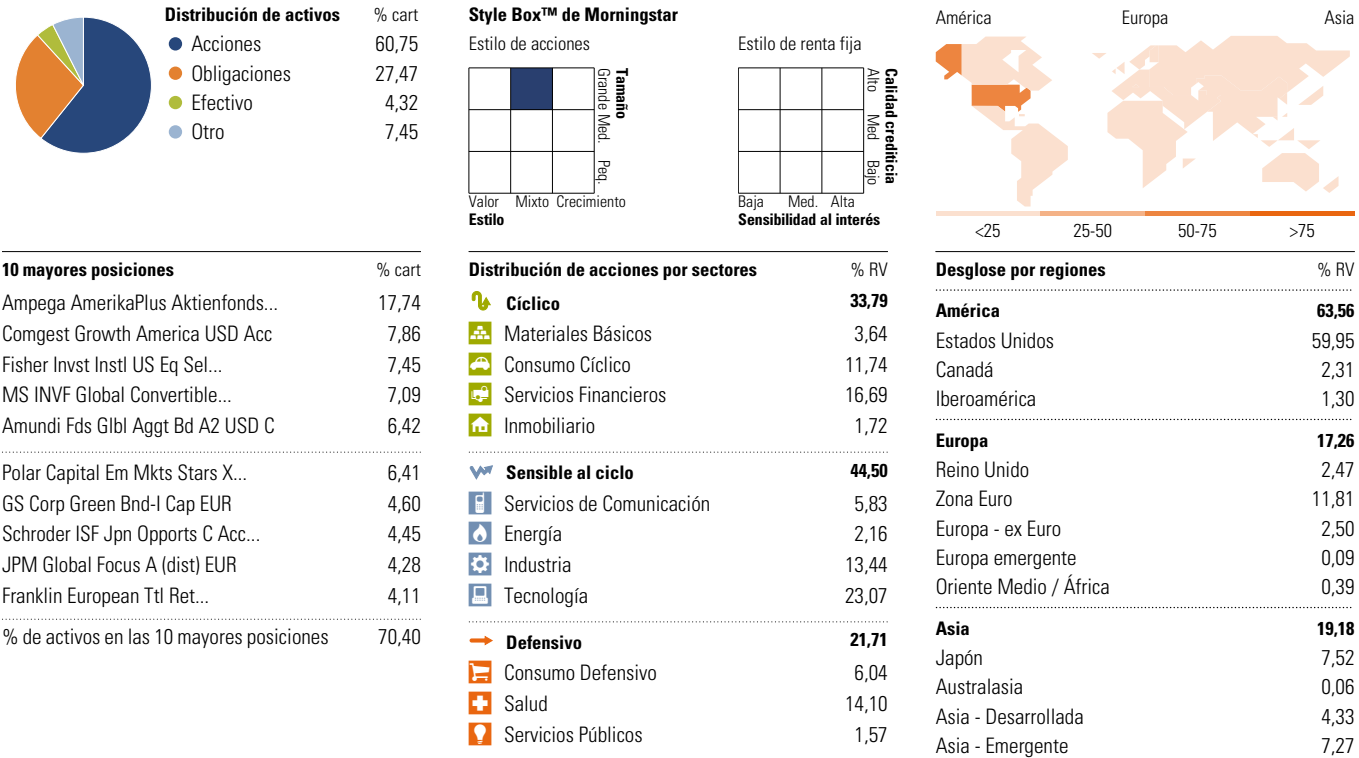 Distribución de activos % cart
Acciones 60,75
Obligaciones 27,47
Efectivo 4,32
Otro 7,45
Style Box™ de Morningstar
Estilo de acciones
Tamaño
Grande Med. Peq.
Valor Mixto Crecimiento
Estilo
Estilo de renta fija
Calidad crediticia
Alto Med Bajo
Baja Med. Alta
Sensibilidad al interés
América Europa Asia
<25 25-50 50-75 >75
10 mayores posiciones % cart
Ampega AmerikaPlus Aktienfonds... 17,74
Comgest Growth America USD Acc 7,86
Fisher Invst Instl US Eq Sel... 7,45
MS INVF Global Convertible... 7,09
Amundi Fds Glbl Aggt Bd A2 USD C 6,42
Polar Capital Em Mkts Stars X... 6,41
GS Corp Green Bnd-I Cap EUR 4,60
Schroder ISF Jpn Opports C Acc... 4,45
JPM Global Focus A (dist) EUR 4,28
Franklin European Ttl Ret... 4,11
% de activos en las 10 mayores posiciones 70,40
Distribución de acciones por sectores % RV
Cíclico 33,79
Materiales Básicos 3,64
Consumo Cíclico 11,74
Servicios Financieros 16,69
Inmobiliario 1,72
Sensible al ciclo 44,50
Servicios de Comunicación 5,83
Energía 2,16
Industria 13,44
Tecnología 23,07
Defensivo 21,71
Consumo Defensivo 6,04
Salud 14,10
Servicios Públicos 1,57
Desglose por regiones % RV
América 63,56
Estados Unidos 59,95
Canadá 2,31
Iberoamérica 1,30
Europa 17,26
Reino Unido 2,47
Zona Euro 11,81
Europa - ex Euro 2,50
Europa emergente 0,09
Oriente Medio / África 0,39
Asia 19,18
Japón 7,52
Australasia 0,06
Asia - Desarrollada 4,33
Asia - Emergente 7,27